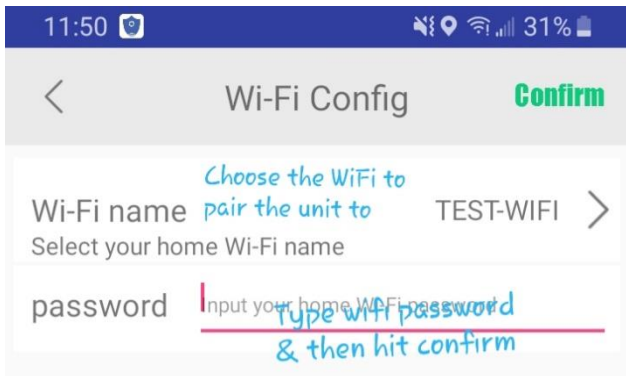 11:50 31%
Wi-Fi Config Confirm
Choose the WiFi to
pair the unit to
Wi-Fi name TEST-WIFI
Select your home Wi-Fi name
password Input your home Wi-Fi password
Type wifi password
& then hit confirm